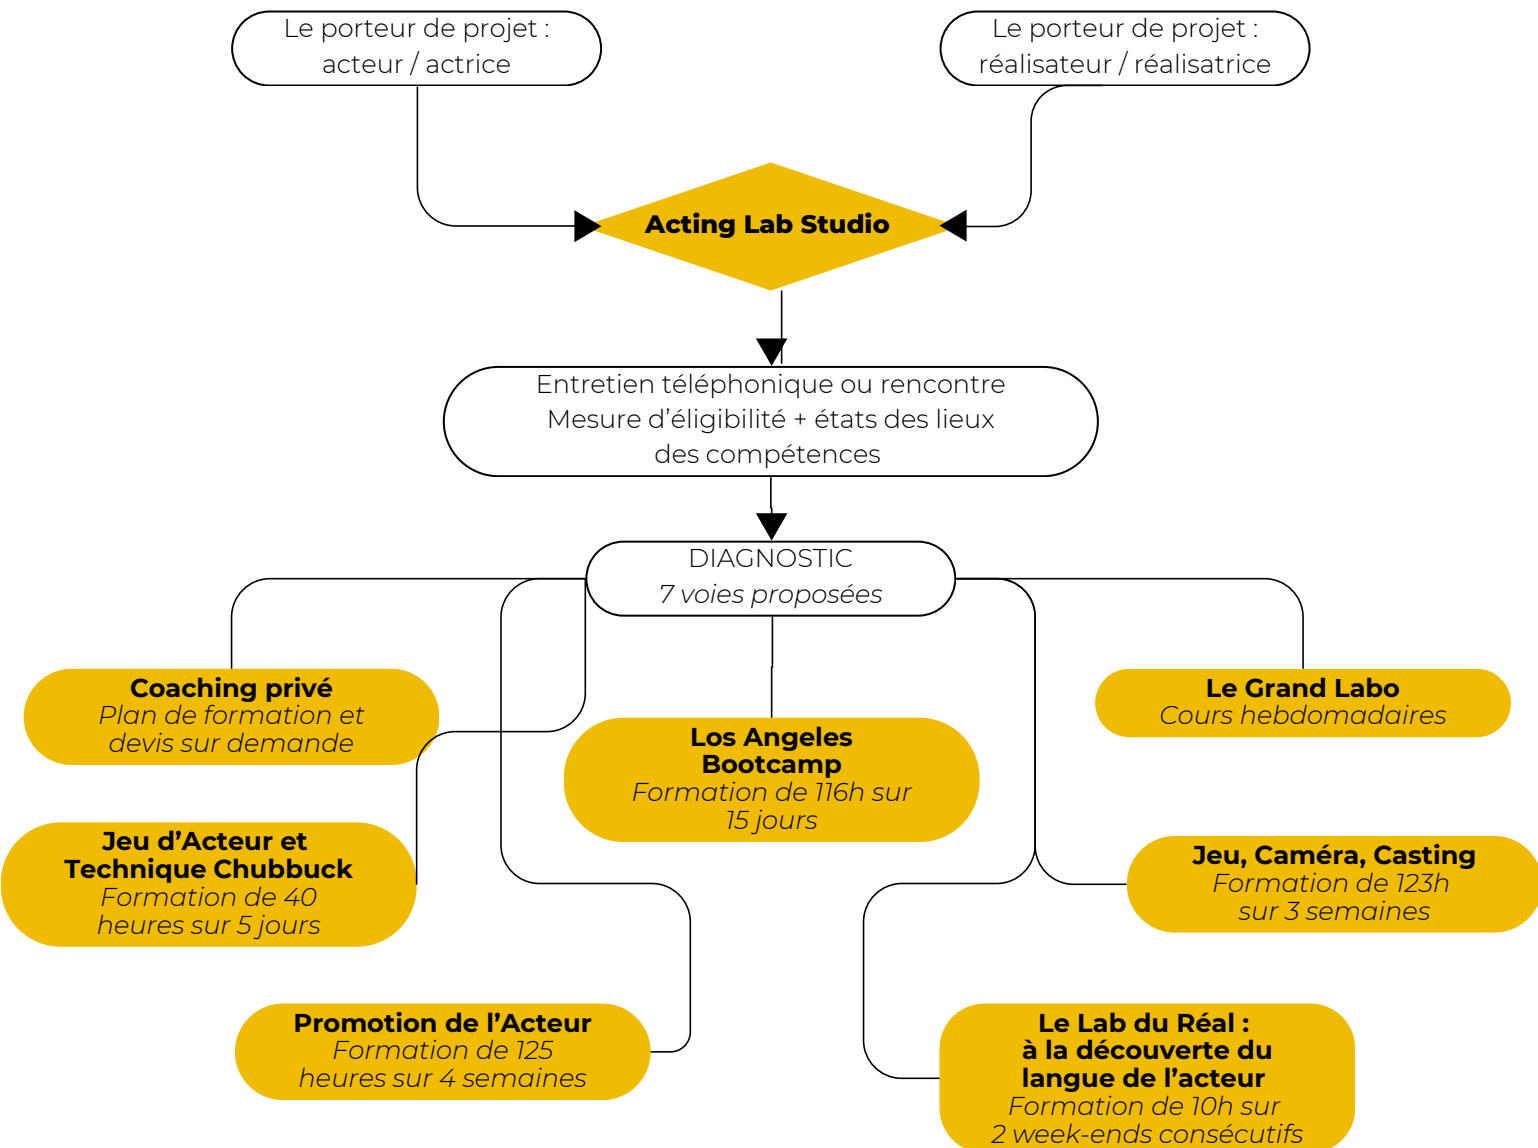 Le porteur de projet :
acteur / actrice
Le porteur de projet :
réalisateur / réalisatrice
Acting Lab Studio
Entretien téléphonique ou rencontre
Mesure d’éligibilité + états des lieux
des compétences
DIAGNOSTIC
7 voies proposées
Coaching privé
Plan de formation et
devis sur demande
Le Grand Labo
Cours hebdomadaires
Los Angeles
Bootcamp
Formation de 116h sur
15 jours
Jeu d’Acteur et
Technique Chubbuck
Formation de 40
heures sur 5 jours
Jeu, Caméra, Casting
Formation de 123h
sur 3 semaines
Promotion de l’Acteur
Formation de 125
heures sur 4 semaines
Le Lab du Réal :
à la découverte du
langue de l’acteur
Formation de 10h sur
2 week-ends consécutifs